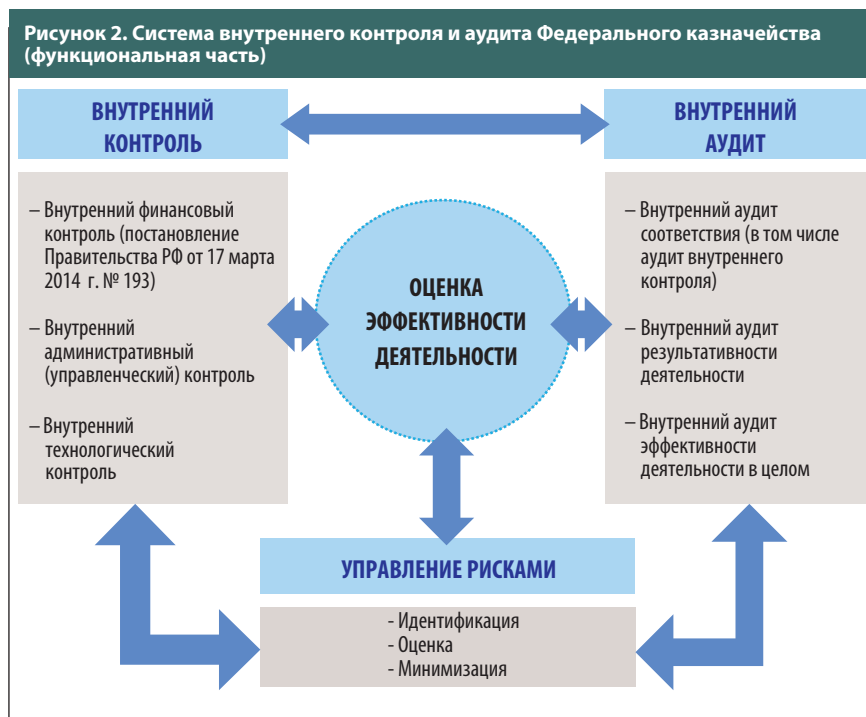 Рисунок 2. Система внутреннего контроля и аудита Федерального казначейства
(функциональная часть)
ВНУТРЕННИЙ
КОНТРОЛЬ
– Внутренний финансовый
контроль (постановление
Правительства РФ от 17 марта
2014 г. № 193)
– Внутренний
административный
(управленческий) контроль
– Внутренний
технологический
контроль
ОЦЕНКА
ЭФФЕКТИВНОСТИ
ДЕЯТЕЛЬНОСТИ
ВНУТРЕННИЙ
АУДИТ
– Внутренний аудит
соответствия (в том числе
аудит внутреннего
контроля)
– Внутренний аудит
результативности
деятельности
– Внутренний аудит
эффективности
деятельности в целом
УПРАВЛЕНИЕ РИСКАМИ
- Идентификация
- Оценка
- Минимизация